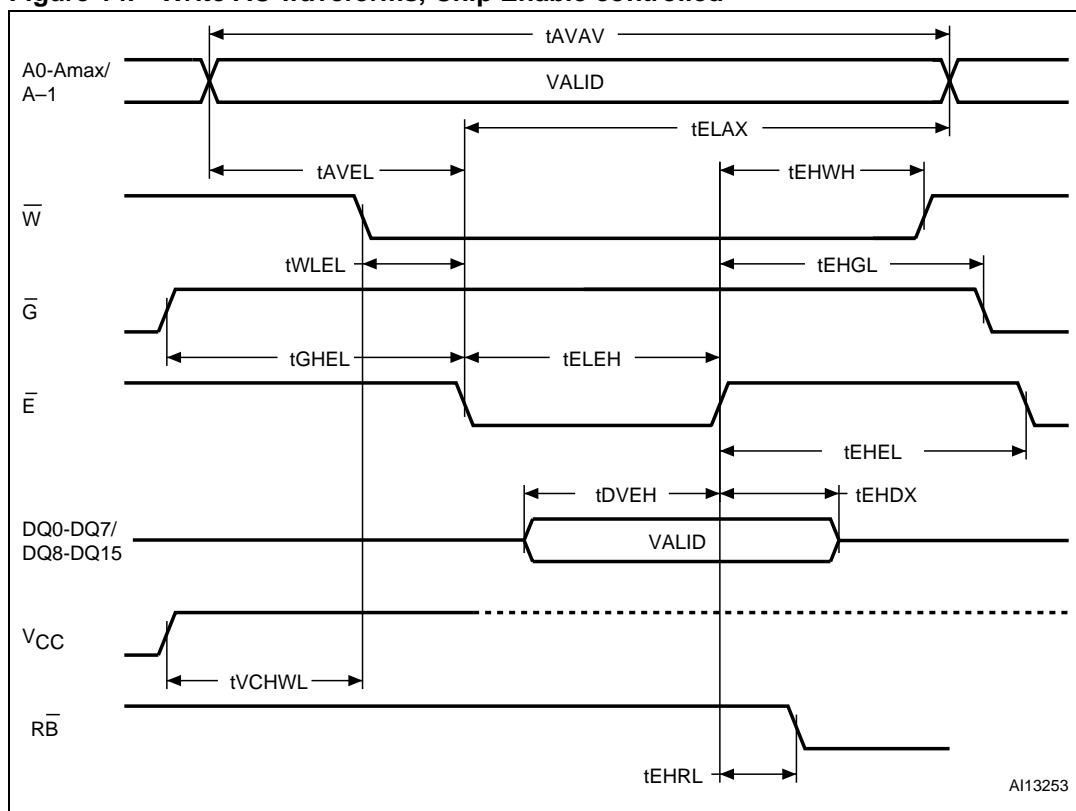 Figure 14. Write AC waveforms, Chip Enable controlled
tAVAV
A0-Amax/
A–1
VALID
tELAX
tAVEL
tEHWH
W̅
tWLEL
tEHGL
G̅
tGHEL
tELEH
E̅
tEHEL
tDVEH
tEHDX
DQ0-DQ7/
DQ8-DQ15
VALID
VCC
tVCHWL
RB̅
tEHRL
AI13253